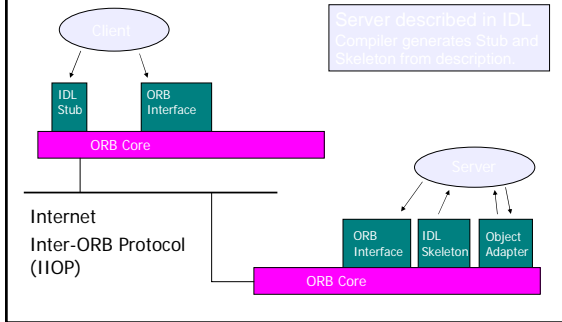 Client
Server described in IDL
Compiler generates Stub and
Skeleton from description.
IDL
Stub
ORB
Interface
ORB Core
Server
Internet
Inter-ORB Protocol
(IIOP)
ORB
Interface
IDL
Skeleton
Object
Adapter
ORB Core